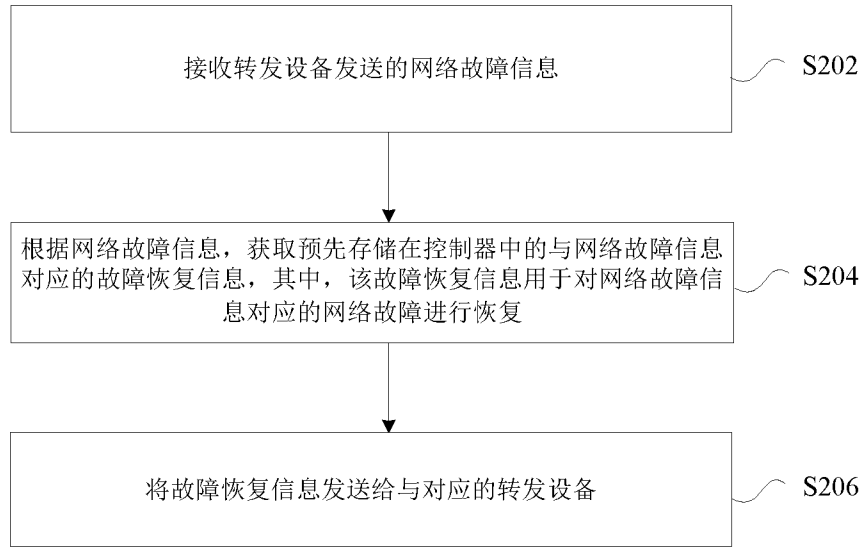 接收转发设备发送的网络故障信息
S202
根据网络故障信息，获取预先存储在控制器中的与网络故障信息
对应的故障恢复信息，其中，该故障恢复信息用于对网络故障信
息对应的网络故障进行恢复
S204
将故障恢复信息发送给与对应的转发设备
S206